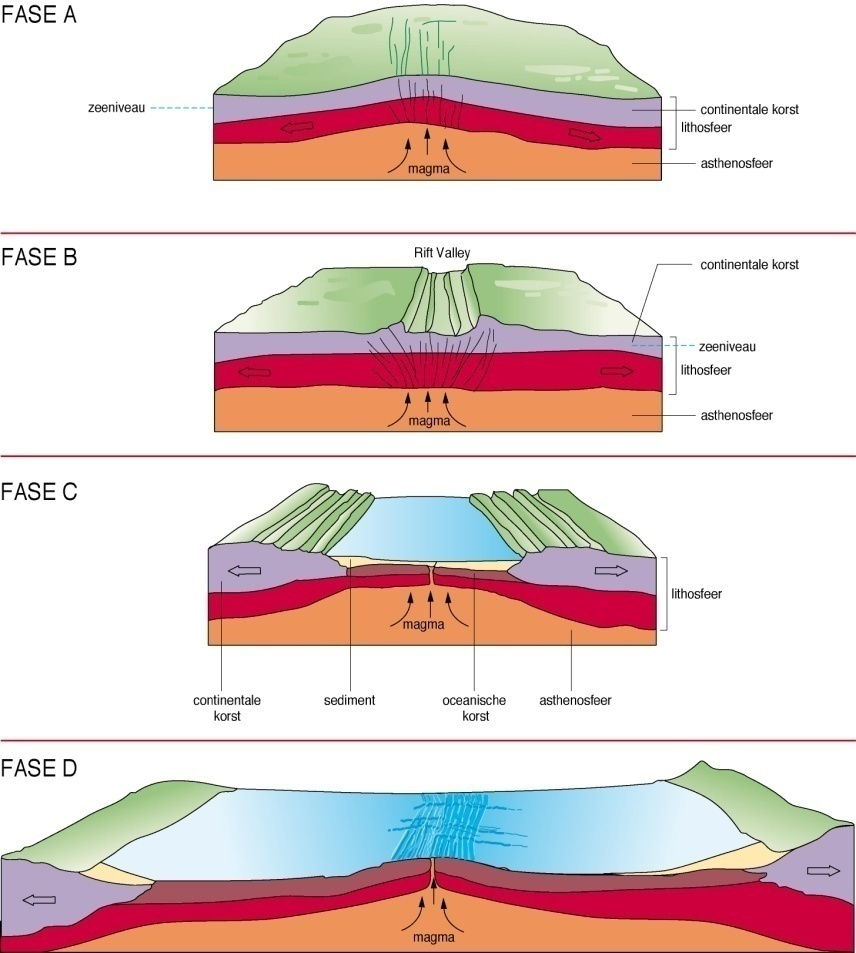 FASE A
zeeniveau
continentale korst
lithosfeer
magma
asthenosfeer
FASE B
Rift Valley
continentale korst
zeeniveau
lithosfeer
asthenosfeer
magma
FASE C
lithosfeer
magma
continentale
korst
sediment
oceanische
korst
asthenosfeer
FASE D
magma